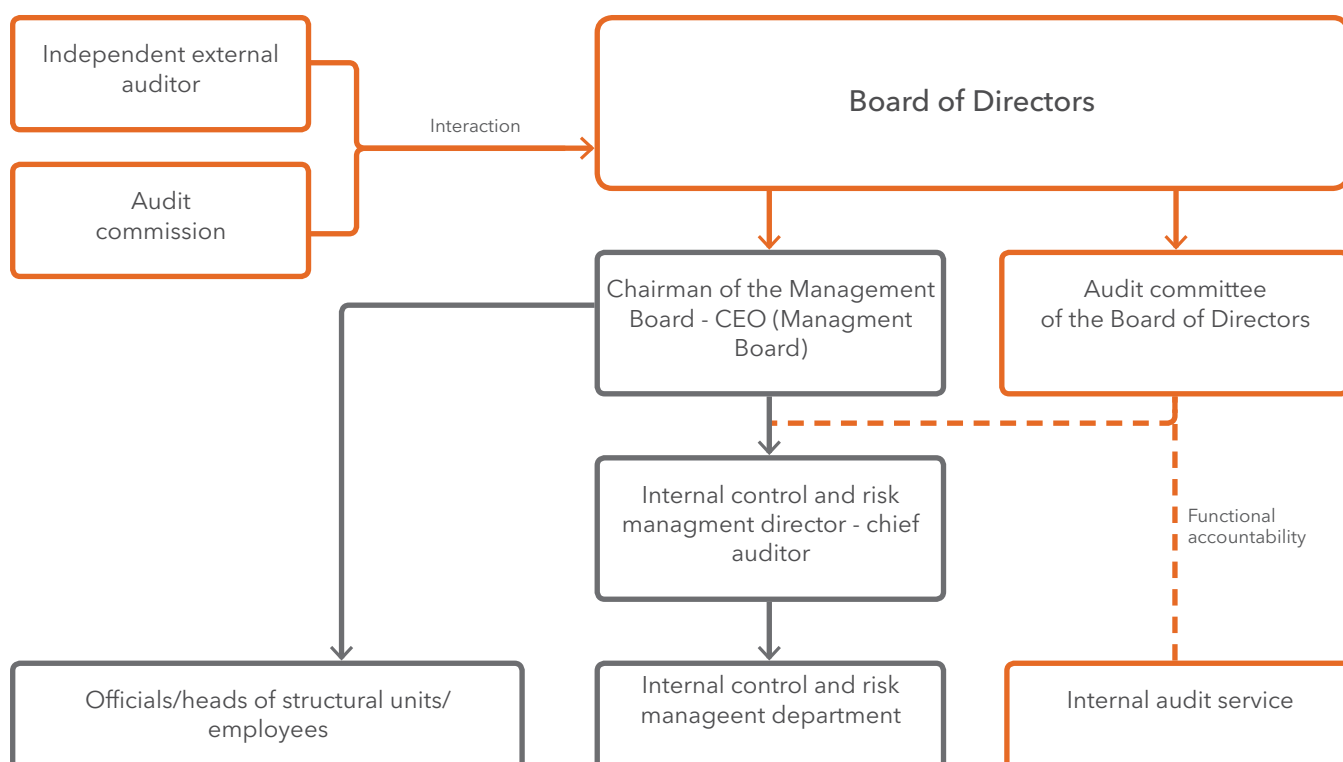 Independent external
auditor
Board of Directors
Interaction
Audit
commission
Chairman of the Management
Board - CEO (Managment
Board)
Audit committee
of the Board of Directors
Internal control and risk
managment director - chief
auditor
Functional
accountability
Officials/heads of structural units/
employees
Internal control and risk
manageent department
Internal audit service